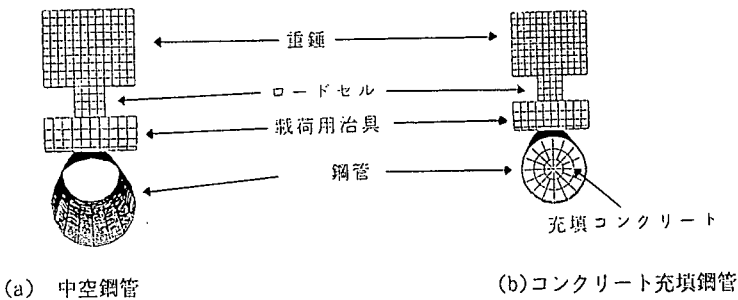 重錘
ロードセル
載荷用治具
鋼管
充填コンクリート
(a) 中空鋼管
(b)コンクリート充填鋼管